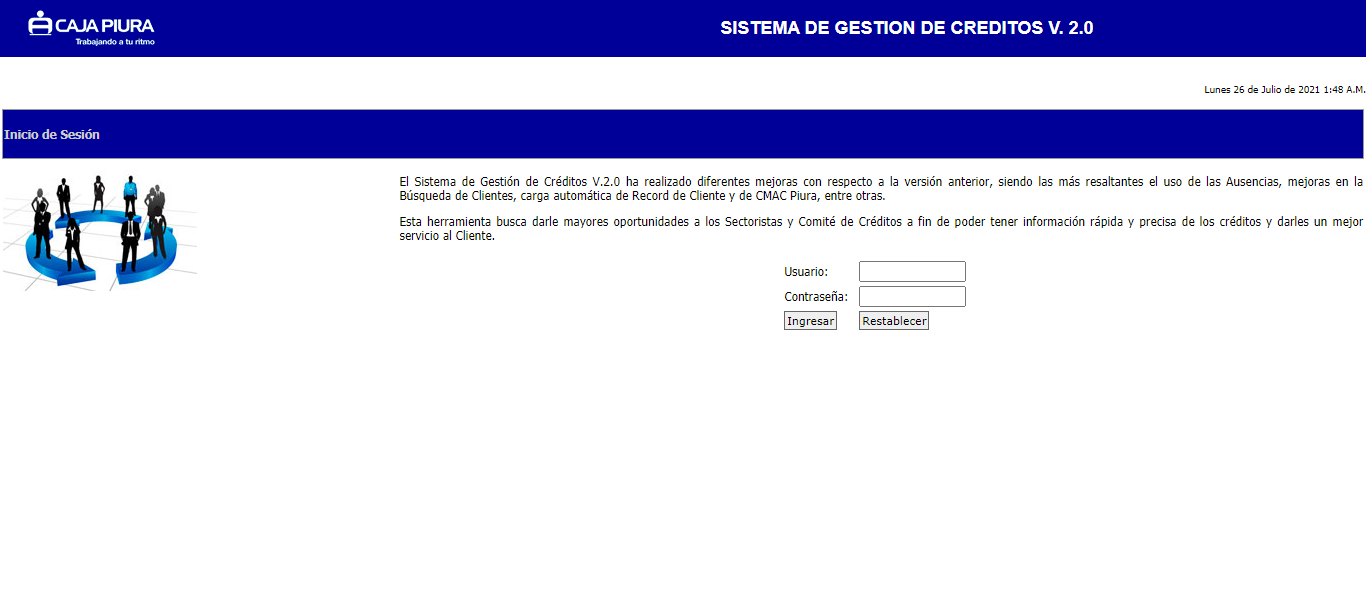 CAJA PIURA
Trabajando a tu ritmo
SISTEMA DE GESTION DE CREDITOS V. 2.0
Lunes 26 de Julio de 2021 1:48 A.M.
Inicio de Sesión
El Sistema de Gestión de Créditos V.2.0 ha realizado diferentes mejoras con respecto a la versión anterior, siendo las más resaltantes el uso de las Ausencias, mejoras en la
Búsqueda de Clientes, carga automática de Record de Cliente y de CMAC Piura, entre otras.
Esta herramienta busca darle mayores oportunidades a los Sectoristas y Comité de Créditos a fin de poder tener información rápida y precisa de los créditos y darles un mejor
servicio al Cliente.
Usuario:
Contraseña:
Ingresar Restablecer